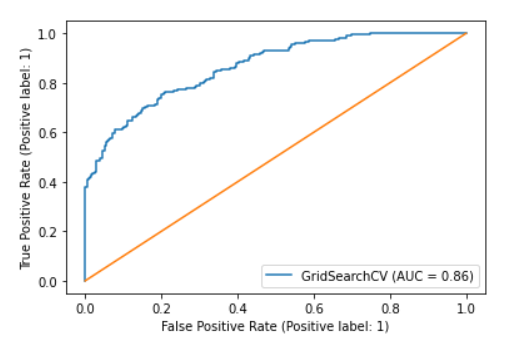 1.0
0.8
0.6
0.4
0.2
0.0
True Positive Rate (Positive label: 1)
GridSearchCV (AUC = 0.86)
0.0 0.2 0.4 0.6 0.8 1.0
False Positive Rate (Positive label: 1)